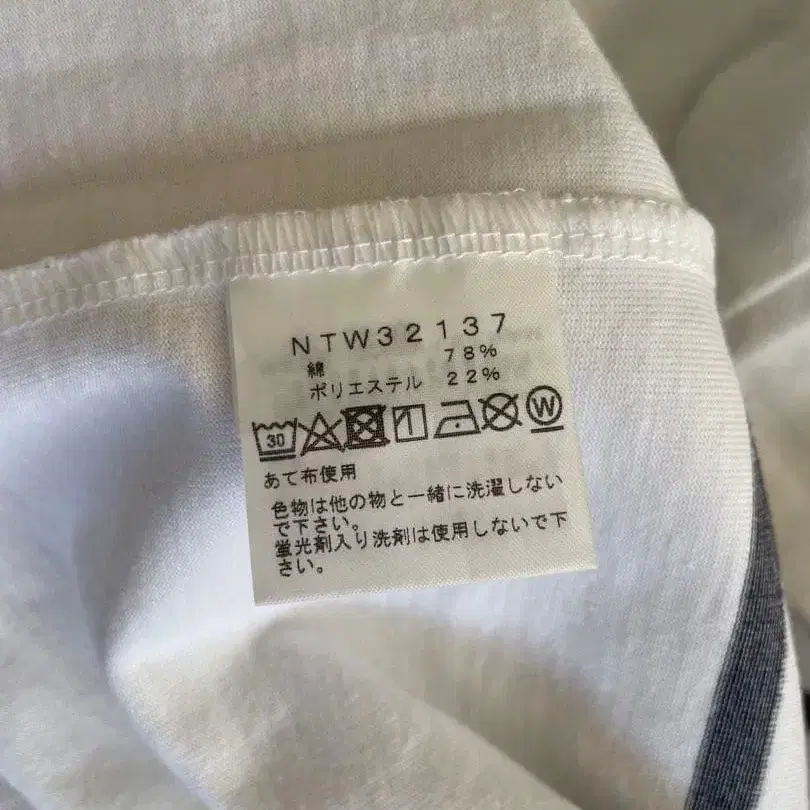 NTW32137
綿 78%
ポリエステル 22%
30 W
あて布使用
色物は他の物と一緒に洗濯しない
で下さい。
蛍光剤入り洗剤は使用しないで下
さい。